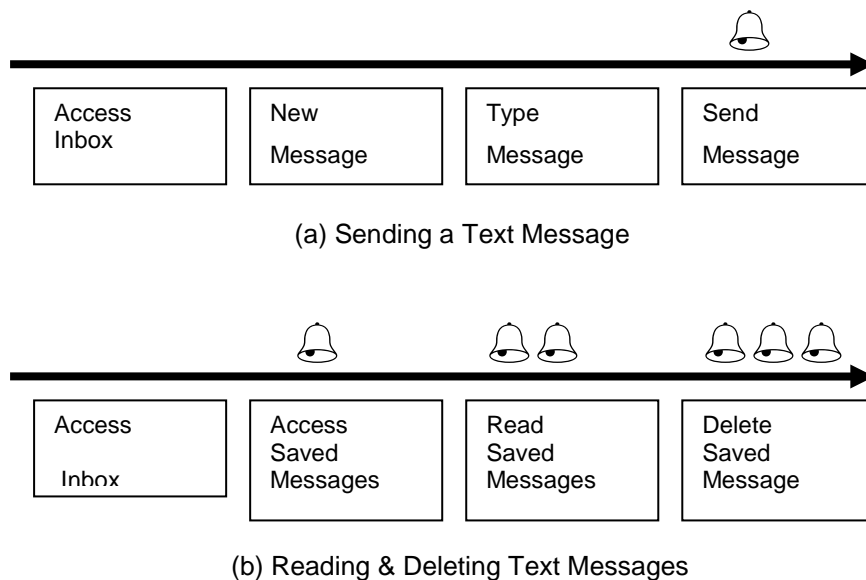 Access
Inbox
New
Message
Type
Message
Send
Message
(a) Sending a Text Message
Access
Inbox
Access
Saved
Messages
Read
Saved
Messages
Delete
Saved
Message
(b) Reading & Deleting Text Messages